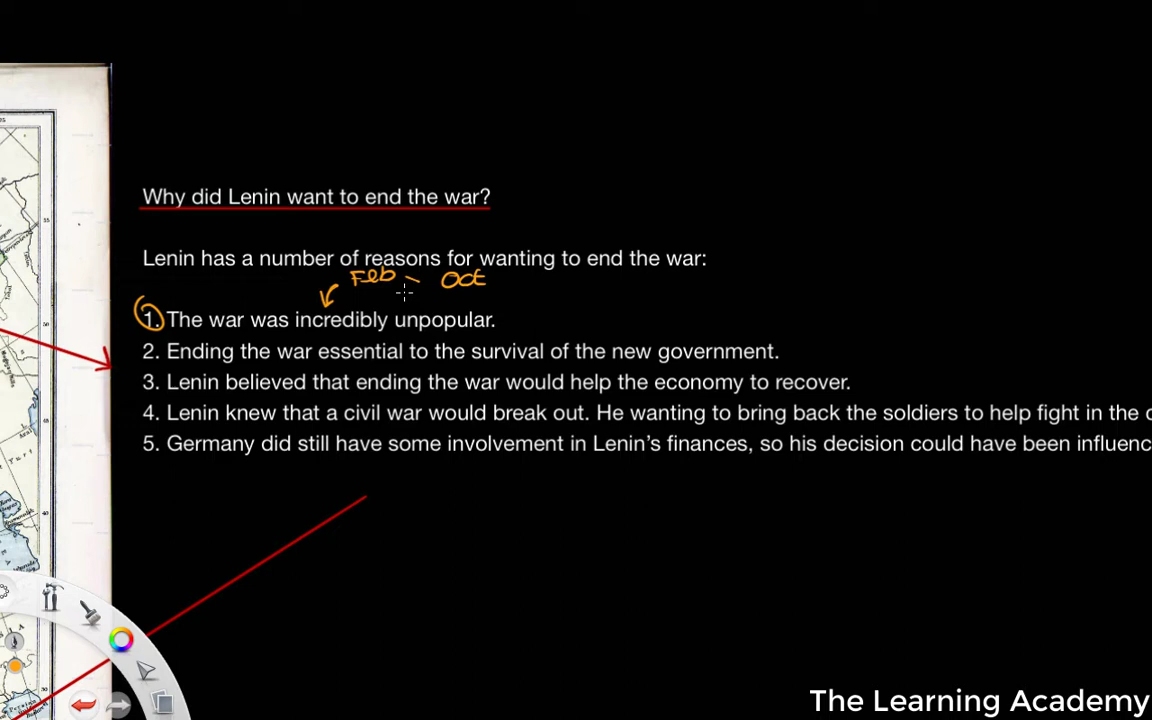 Why did Lenin want to end the war?
Lenin has a number of reasons for wanting to end the war:
Feb - Oct
1. The war was incredibly unpopular.
2. Ending the war essential to the survival of the new government.
3. Lenin believed that ending the war would help the economy to recover.
4. Lenin knew that a civil war would break out. He wanting to bring back the soldiers to help fight in the
5. Germany did still have some involvement in Lenin's finances, so his decision could have been
The Learning Academy